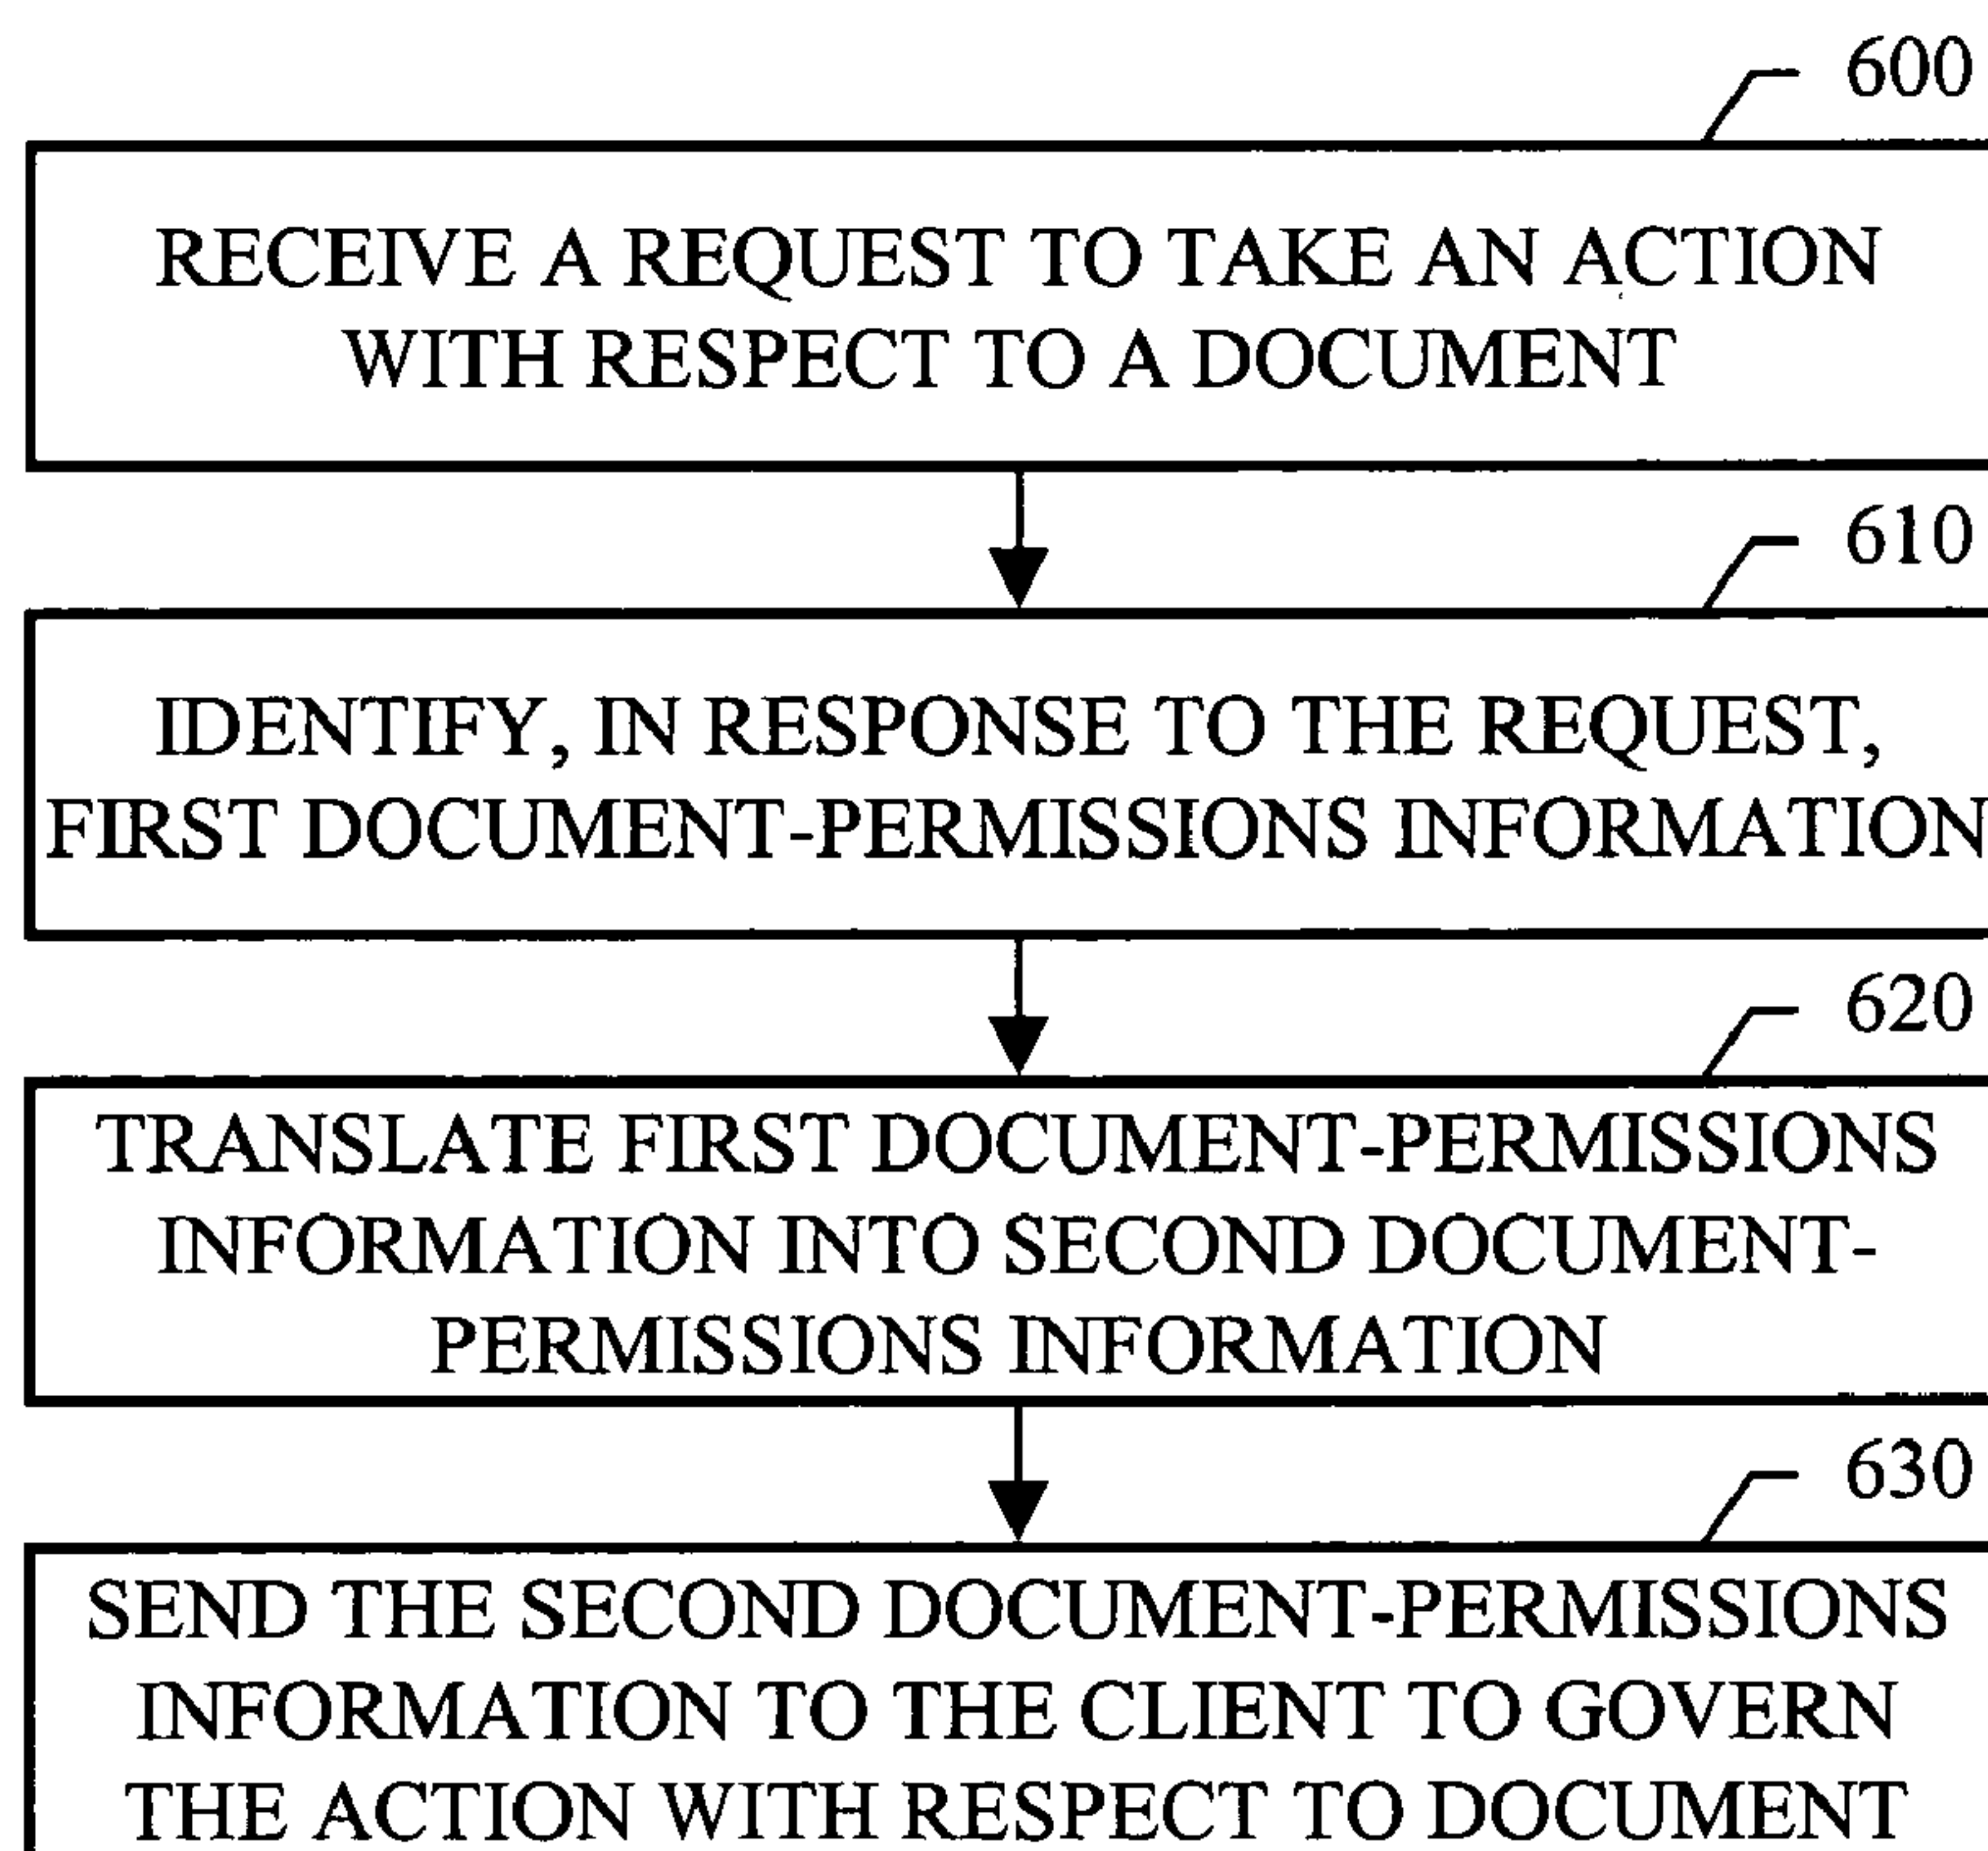 600
RECEIVE A REQUEST TO TAKE AN ACTION
WITH RESPECT TO A DOCUMENT
610
IDENTIFY, IN RESPONSE TO THE REQUEST,
FIRST DOCUMENT-PERMISSIONS INFORMATION
620
TRANSLATE FIRST DOCUMENT-PERMISSIONS
INFORMATION INTO SECOND DOCUMENT-
PERMISSIONS INFORMATION
630
SEND THE SECOND DOCUMENT-PERMISSIONS
INFORMATION TO THE CLIENT TO GOVERN
THE ACTION WITH RESPECT TO DOCUMENT